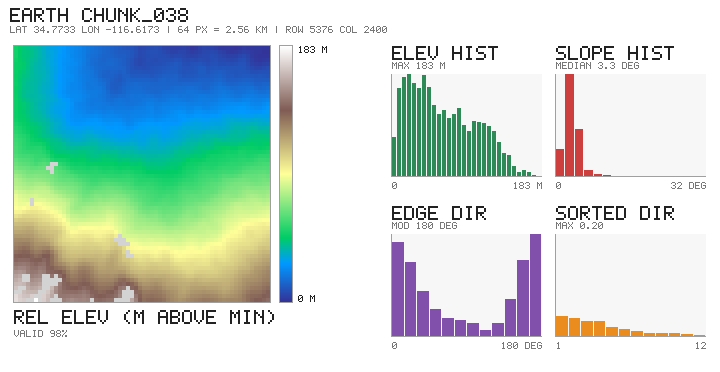 EARTH CHUNK_038
LAT 34.7733 LON -116.6173 | 64 PX = 2.56 KM | ROW 5376 COL 2400
183 M
0 M
REL ELEV (M ABOVE MIN)
VALID 98%
ELEV HIST
MAX 183 M
0 183 M
SLOPE HIST
MEDIAN 3.3 DEG
0 32 DEG
EDGE DIR
MOD 180 DEG
0 180 DEG
SORTED DIR
MAX 0.20
1 12